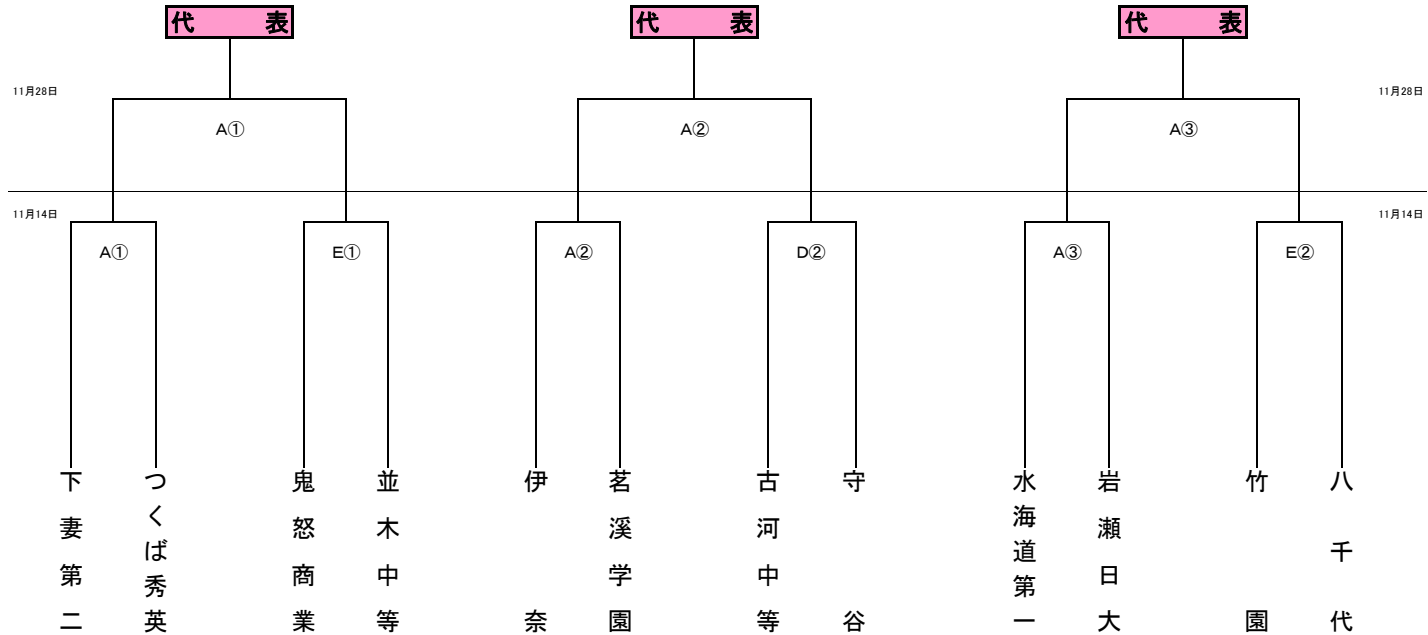 代 表
代 表
代 表
11月28日
11月28日
A①
A②
A③
11月14日
11月14日
A①
E①
A②
D②
A③
E②
下妻第二
つくば秀英
鬼怒商業
並木中等
伊奈
茗溪学園
古河中等
守谷
水海道第一
岩瀬日大
竹園
八千代